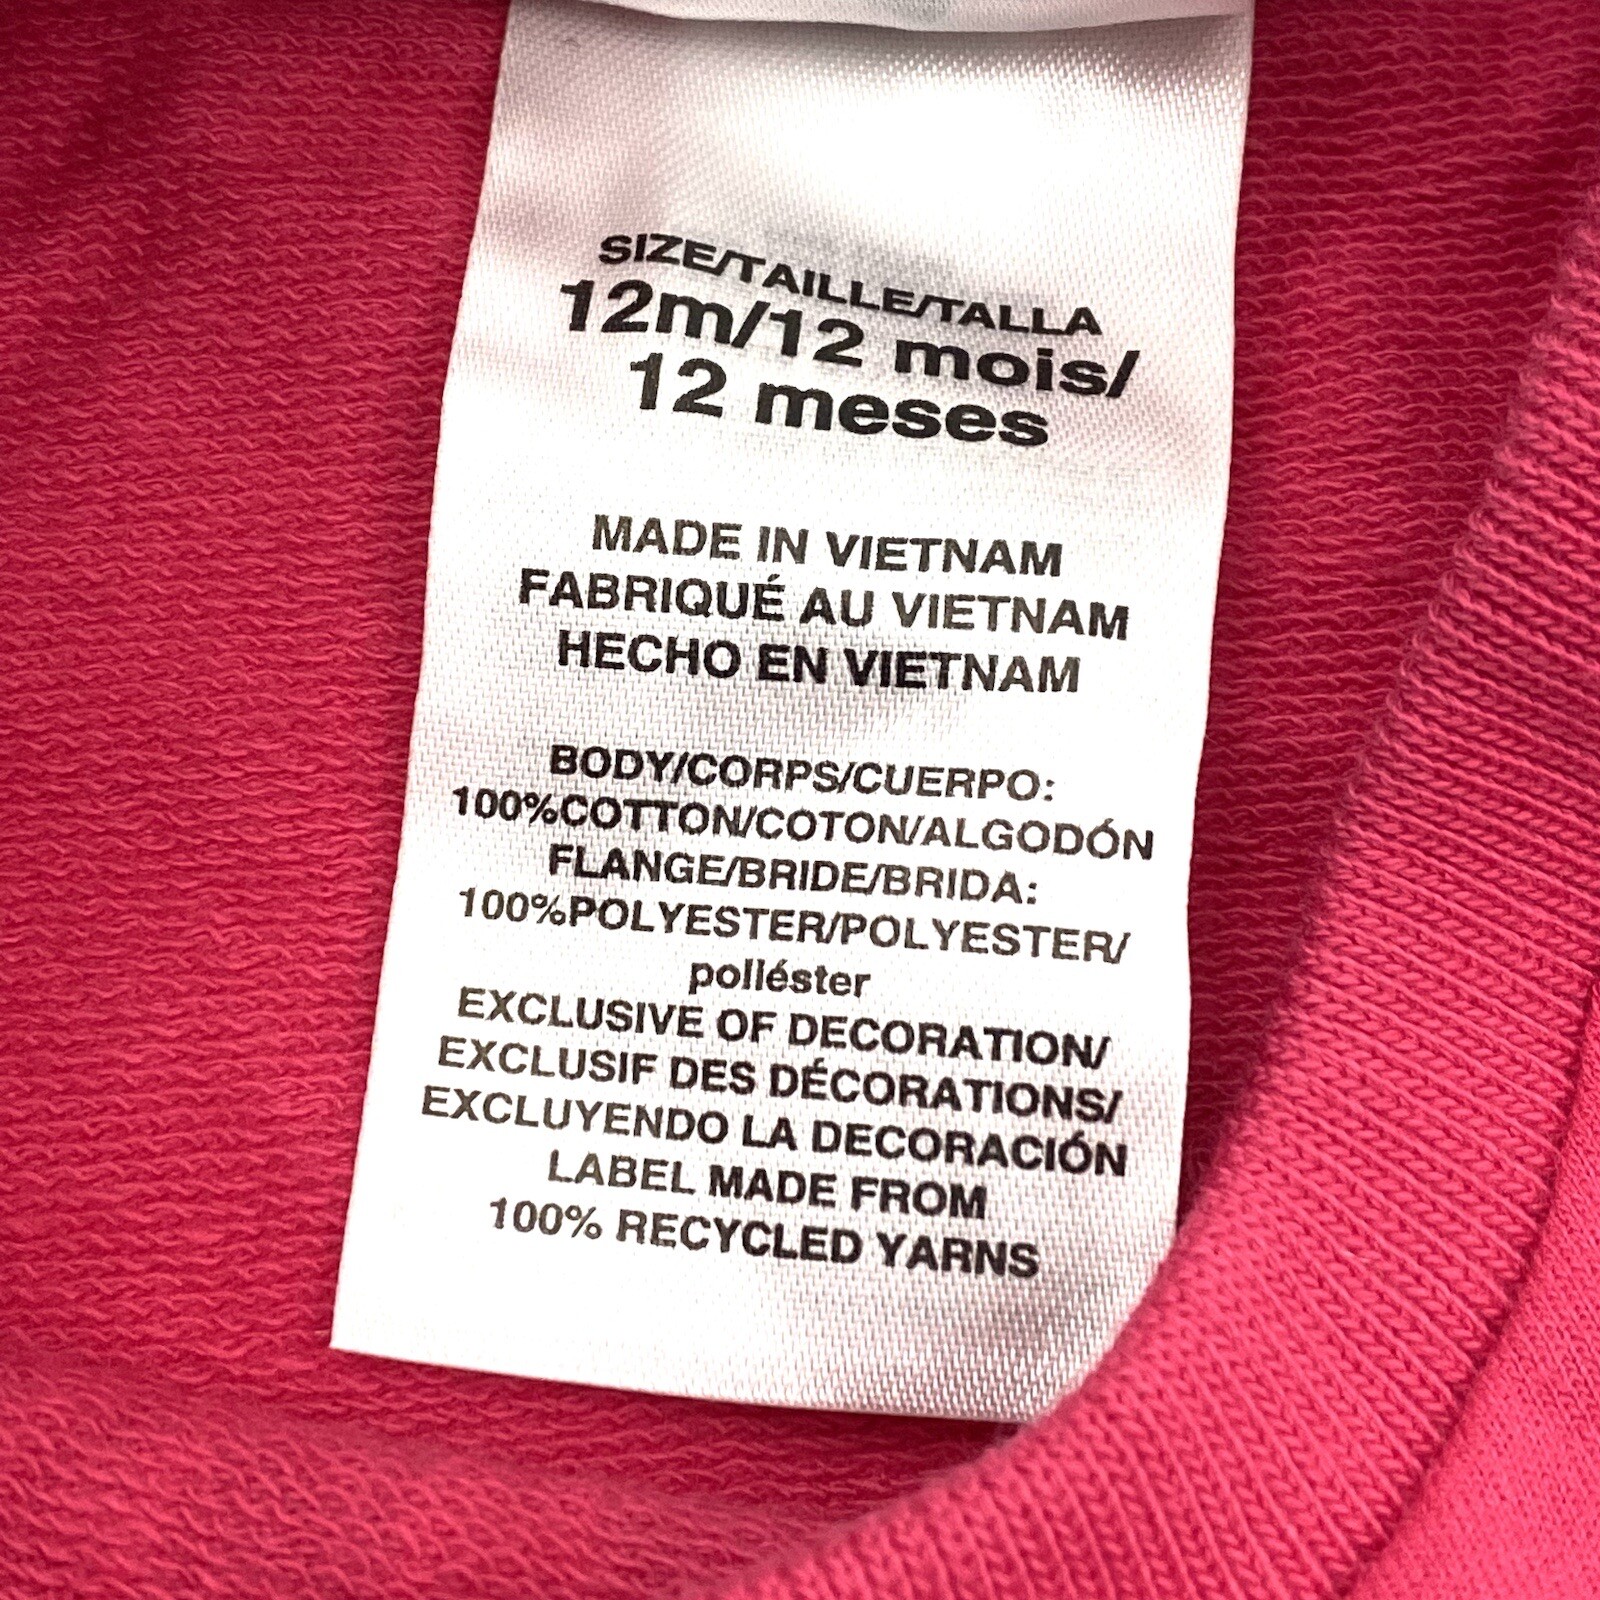 SIZE/TAILLE/TALLA
12m/12 mois/
12 meses
MADE IN VIETNAM
FABRIQUÉ AU VIETNAM
HECHO EN VIETNAM
BODY/CORPS/CUERPO:
100%COTTON/COTON/ALGODÓN
FLANGE/BRIDE/BRIDA:
100%POLYESTER/POLYESTER/
poliéster
EXCLUSIVE OF DECORATION/
EXCLUSIF DES DÉCORATIONS/
EXCLUYENDO LA DECORACIÓN
LABEL MADE FROM
100% RECYCLED YARNS